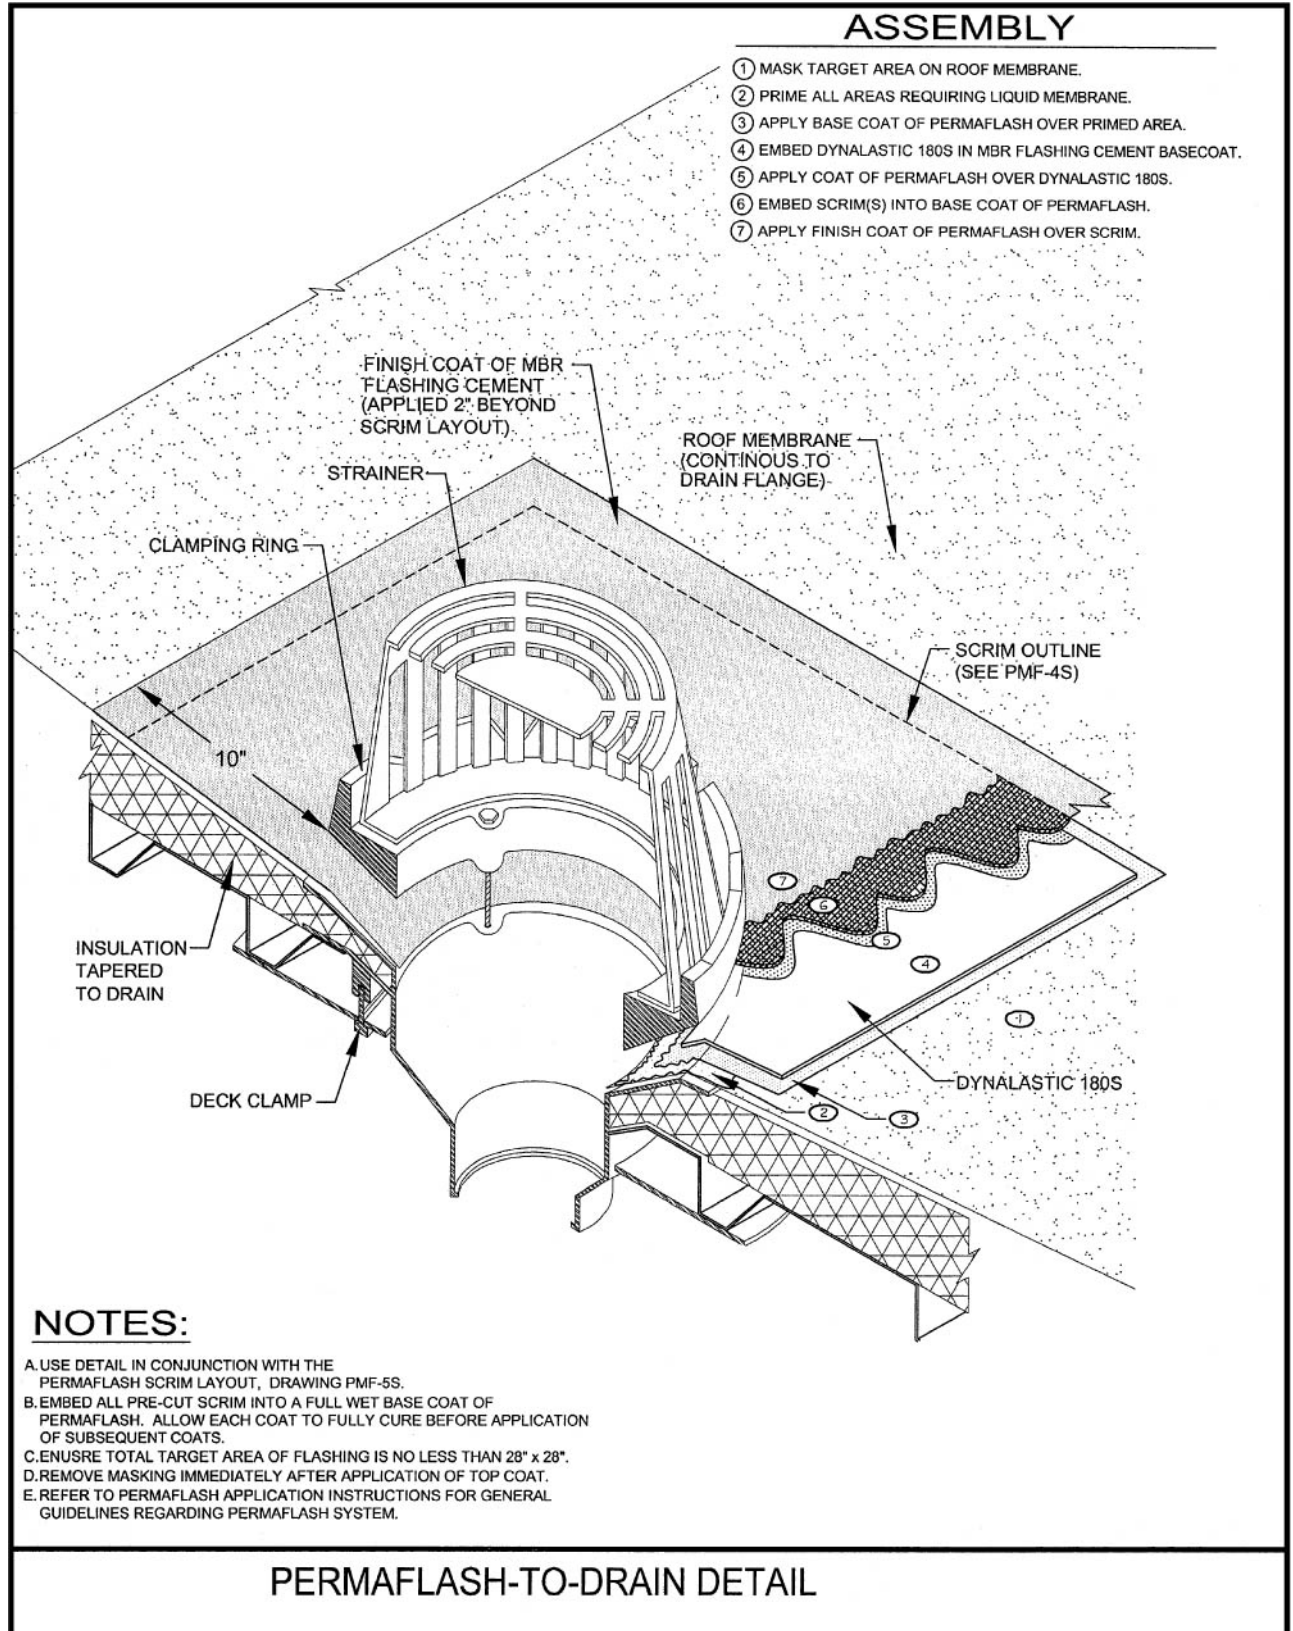 ASSEMBLY
1 MASK TARGET AREA ON ROOF MEMBRANE.
2 PRIME ALL AREAS REQUIRING LIQUID MEMBRANE.
3 APPLY BASE COAT OF PERMAFLASH OVER PRIMED AREA.
4 EMBED DYNALASTIC 180S IN MBR FLASHING CEMENT BASECOAT.
5 APPLY COAT OF PERMAFLASH OVER DYNALASTIC 180S.
6 EMBED SCRIM(S) INTO BASE COAT OF PERMAFLASH.
7 APPLY FINISH COAT OF PERMAFLASH OVER SCRIM.
FINISH COAT OF MBR
FLASHING CEMENT
(APPLIED 2" BEYOND
SCRIM LAYOUT)
ROOF MEMBRANE
(CONTINOUS TO
DRAIN FLANGE)
STRAINER
CLAMPING RING
SCRIM OUTLINE
(SEE PMF-4S)
10"
7
6
5
4
1
INSULATION
TAPERED
TO DRAIN
DYNALASTIC 180S
DECK CLAMP
2
3
NOTES:
A. USE DETAIL IN CONJUNCTION WITH THE
PERMAFLASH SCRIM LAYOUT, DRAWING PMF-5S.
B. EMBED ALL PRE-CUT SCRIM INTO A FULL WET BASE COAT OF
PERMAFLASH. ALLOW EACH COAT TO FULLY CURE BEFORE APPLICATION
OF SUBSEQUENT COATS.
C. ENUSRE TOTAL TARGET AREA OF FLASHING IS NO LESS THAN 28" x 28".
D. REMOVE MASKING IMMEDIATELY AFTER APPLICATION OF TOP COAT.
E. REFER TO PERMAFLASH APPLICATION INSTRUCTIONS FOR GENERAL
GUIDELINES REGARDING PERMAFLASH SYSTEM.
PERMAFLASH-TO-DRAIN DETAIL